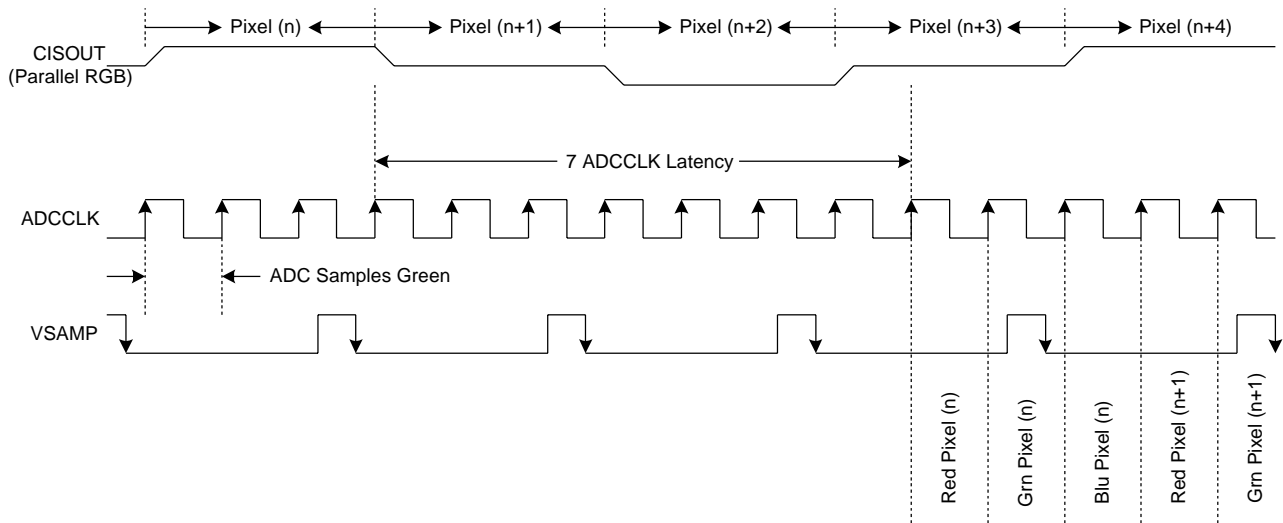 Pixel (n)
Pixel (n+1)
Pixel (n+2)
Pixel (n+3)
Pixel (n+4)
CISOUT
(Parallel RGB)
7 ADCCLK Latency
ADCCLK
ADC Samples Green
VSAMP
Red Pixel (n)
Grn Pixel (n)
Blu Pixel (n)
Red Pixel (n+1)
Grn Pixel (n+1)